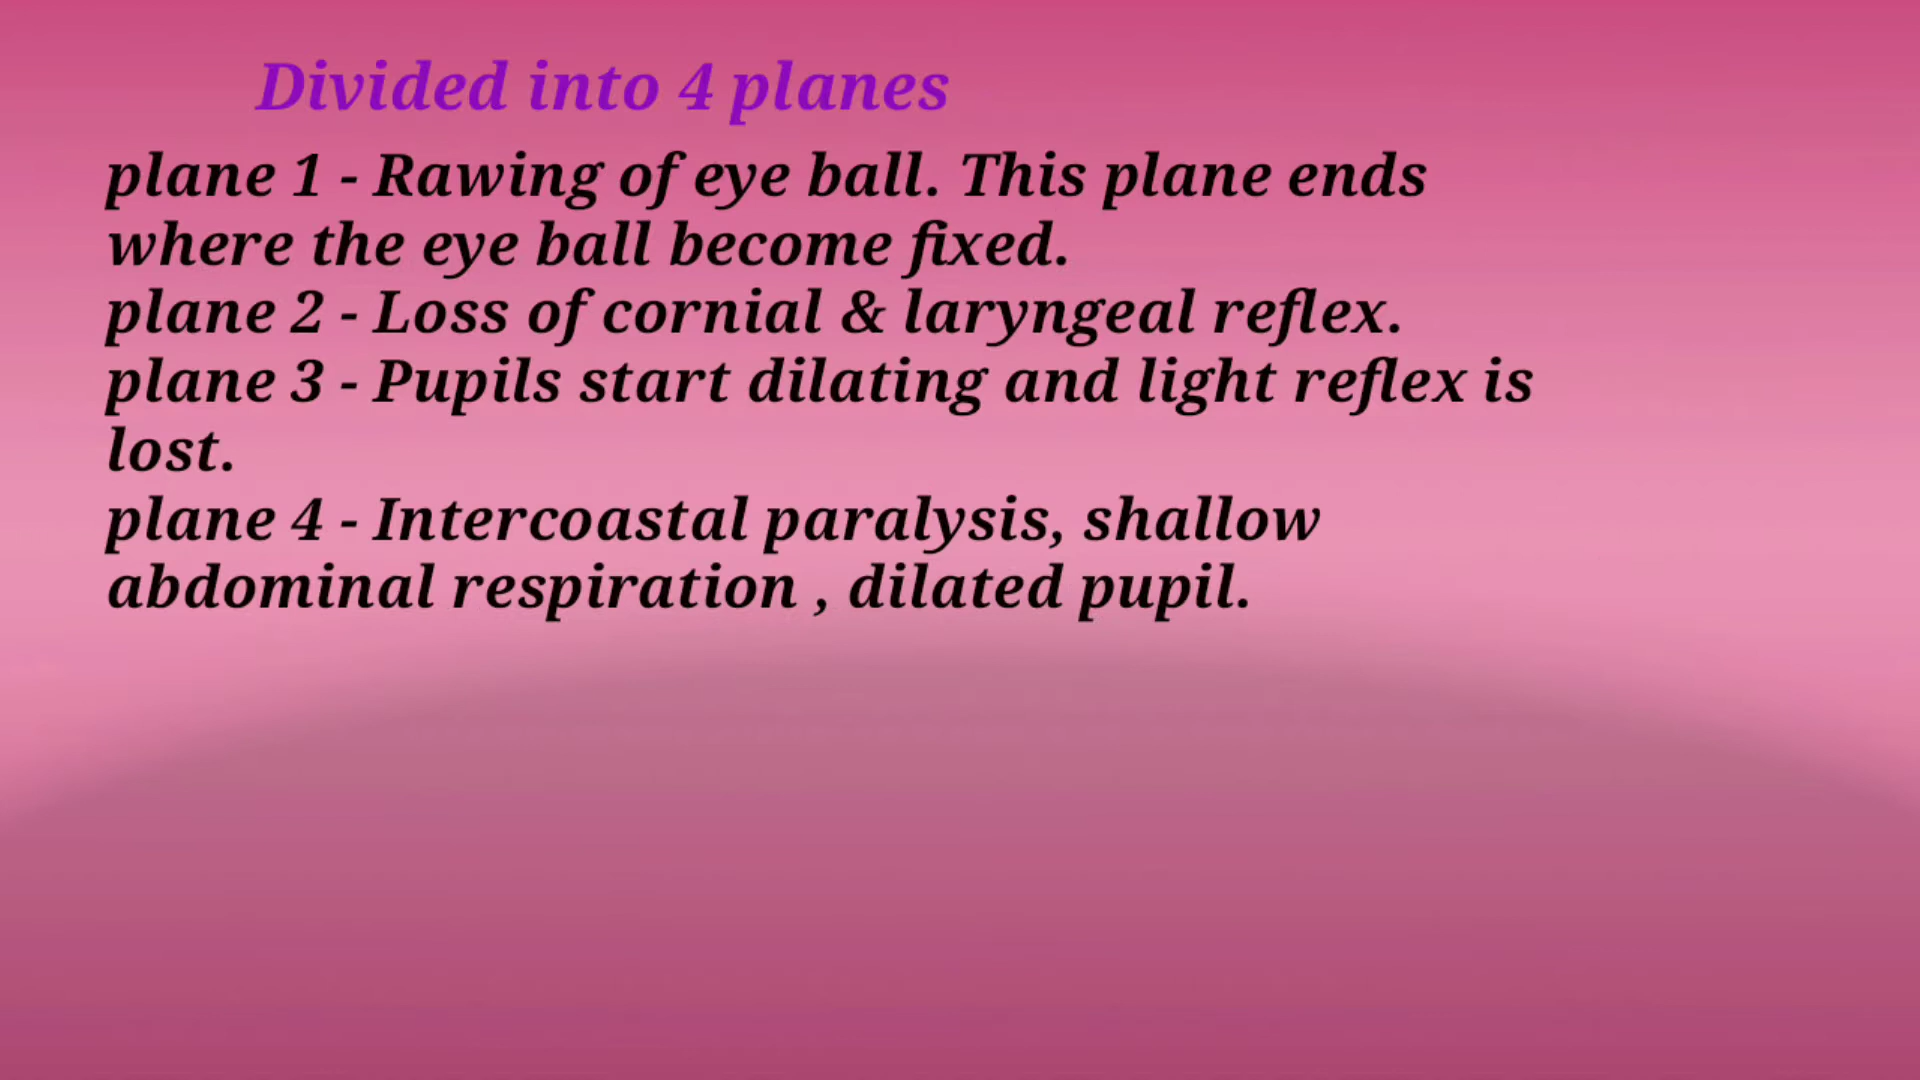 Divided into 4 planes
plane 1 - Rawing of eye ball. This plane ends
where the eye ball become fixed.
plane 2 - Loss of cornial & laryngeal reflex.
plane 3 - Pupils start dilating and light reflex is
lost.
plane 4 - Intercoastal paralysis, shallow
abdominal respiration , dilated pupil.